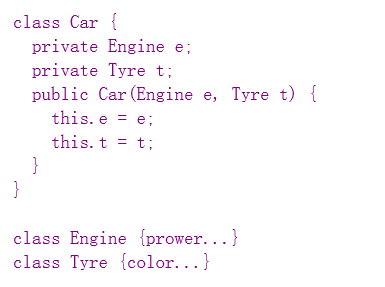 class Car {
  private Engine e;
  private Tyre t;
  public Car(Engine e, Tyre t) {
    this.e = e;
    this.t = t;
  }
}

class Engine {prower...}
class Tyre {color...}